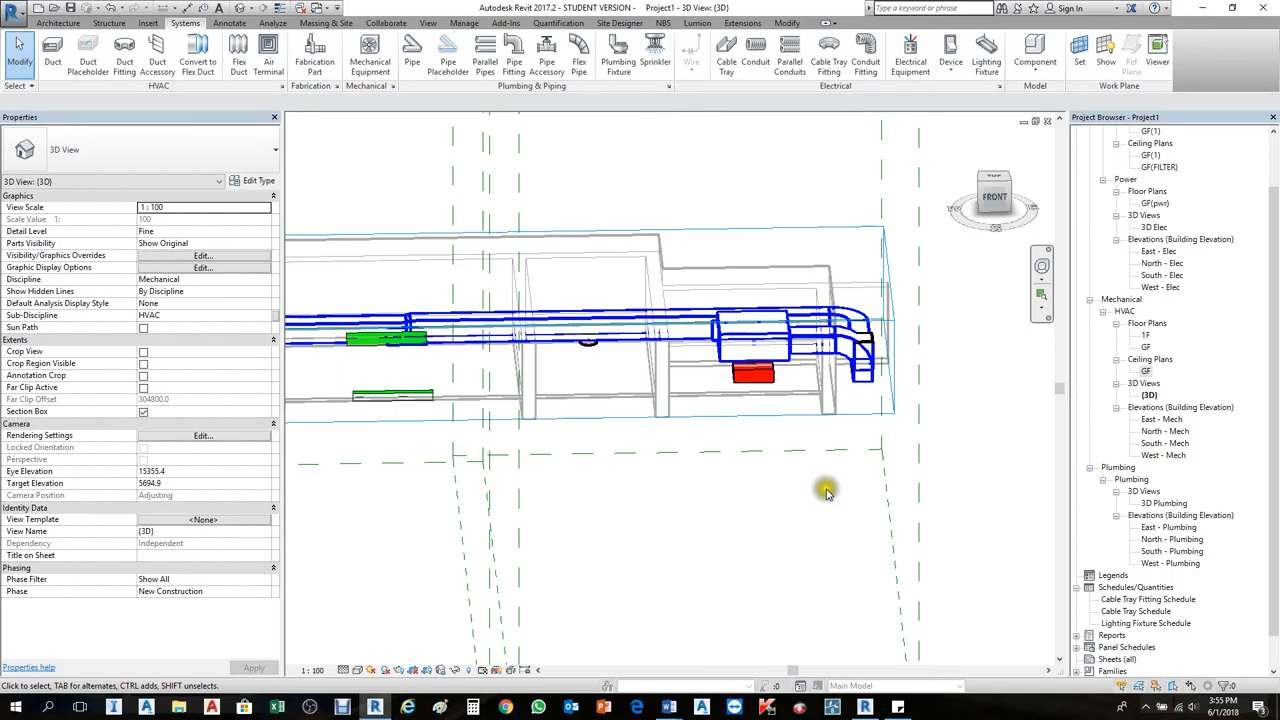 Autodesk Revit 2017.2 - STUDENT VERSION - Project1 - 3D View: {3D}
Type a keyword or phrase
Sign In
Architecture Structure Insert Systems Annotate Analyze Massing & Site Collaborate View Manage Add-Ins Quantification Site Designer NBS Lumion Extensions Modify
Modify
Duct
Duct Placeholder
Duct Fitting
Duct Accessory
Convert to Flex Duct
Flex Duct
Air Terminal
Fabrication Part
Mechanical Equipment
Pipe
Pipe Placeholder
Parallel Pipes
Pipe Fitting
Pipe Accessory
Flex Pipe
Plumbing Fixture
Sprinkler
Wire
Cable Tray
Conduit
Parallel Conduits
Cable Tray Fitting
Conduit Fitting
Electrical Equipment
Device
Lighting Fixture
Component
Set
Show
Ref Plane
Viewer
Select HVAC Fabrication Mechanical Plumbing & Piping Electrical Model Work Plane
Properties
3D View
3D View: {3D} Edit Type
Graphics
View Scale 1 : 100
Scale Value 1: 100
Detail Level Fine
Parts Visibility Show Original
Visibility/Graphics Overrides Edit...
Graphic Display Options Edit...
Discipline Mechanical
Show Hidden Lines By Discipline
Default Analysis Display Style None
Sub-Discipline HVAC
Sun Path
Extents
Crop View
Crop Region Visible
Annotation Crop
Far Clip Active
Far Clip Offset 304800.0
Section Box
Camera
Rendering Settings Edit...
Locked Orientation
Perspective
Eye Elevation 15355.4
Target Elevation 5694.9
Camera Position Adjusting
Identity Data
View Template <None>
View Name {3D}
Dependency Independent
Title on Sheet
Phasing
Phase Filter Show All
Phase New Construction
Properties help Apply
TOP
FRONT
Project Browser - Project1
GF(1)
Ceiling Plans
GF(1)
GF(FILTER)
Power
Floor Plans
GF(pwr)
3D Views
3D Elec
Elevations (Building Elevation)
East - Elec
North - Elec
South - Elec
West - Elec
Mechanical
HVAC
Floor Plans
1F
GF
Ceiling Plans
GF
3D Views
{3D}
Elevations (Building Elevation)
East - Mech
North - Mech
South - Mech
West - Mech
Plumbing
Plumbing
3D Views
3D Plumbing
Elevations (Building Elevation)
East - Plumbing
North - Plumbing
South - Plumbing
West - Plumbing
Legends
Schedules/Quantities
Cable Tray Fitting Schedule
Cable Tray Schedule
Lighting Fixture Schedule
Reports
Panel Schedules
Sheets (all)
Families
1 : 100
Click to select, TAB for alternates, CTRL adds, SHIFT unselects.
:0
Main Model
:0
3:55 PM
6/1/2018